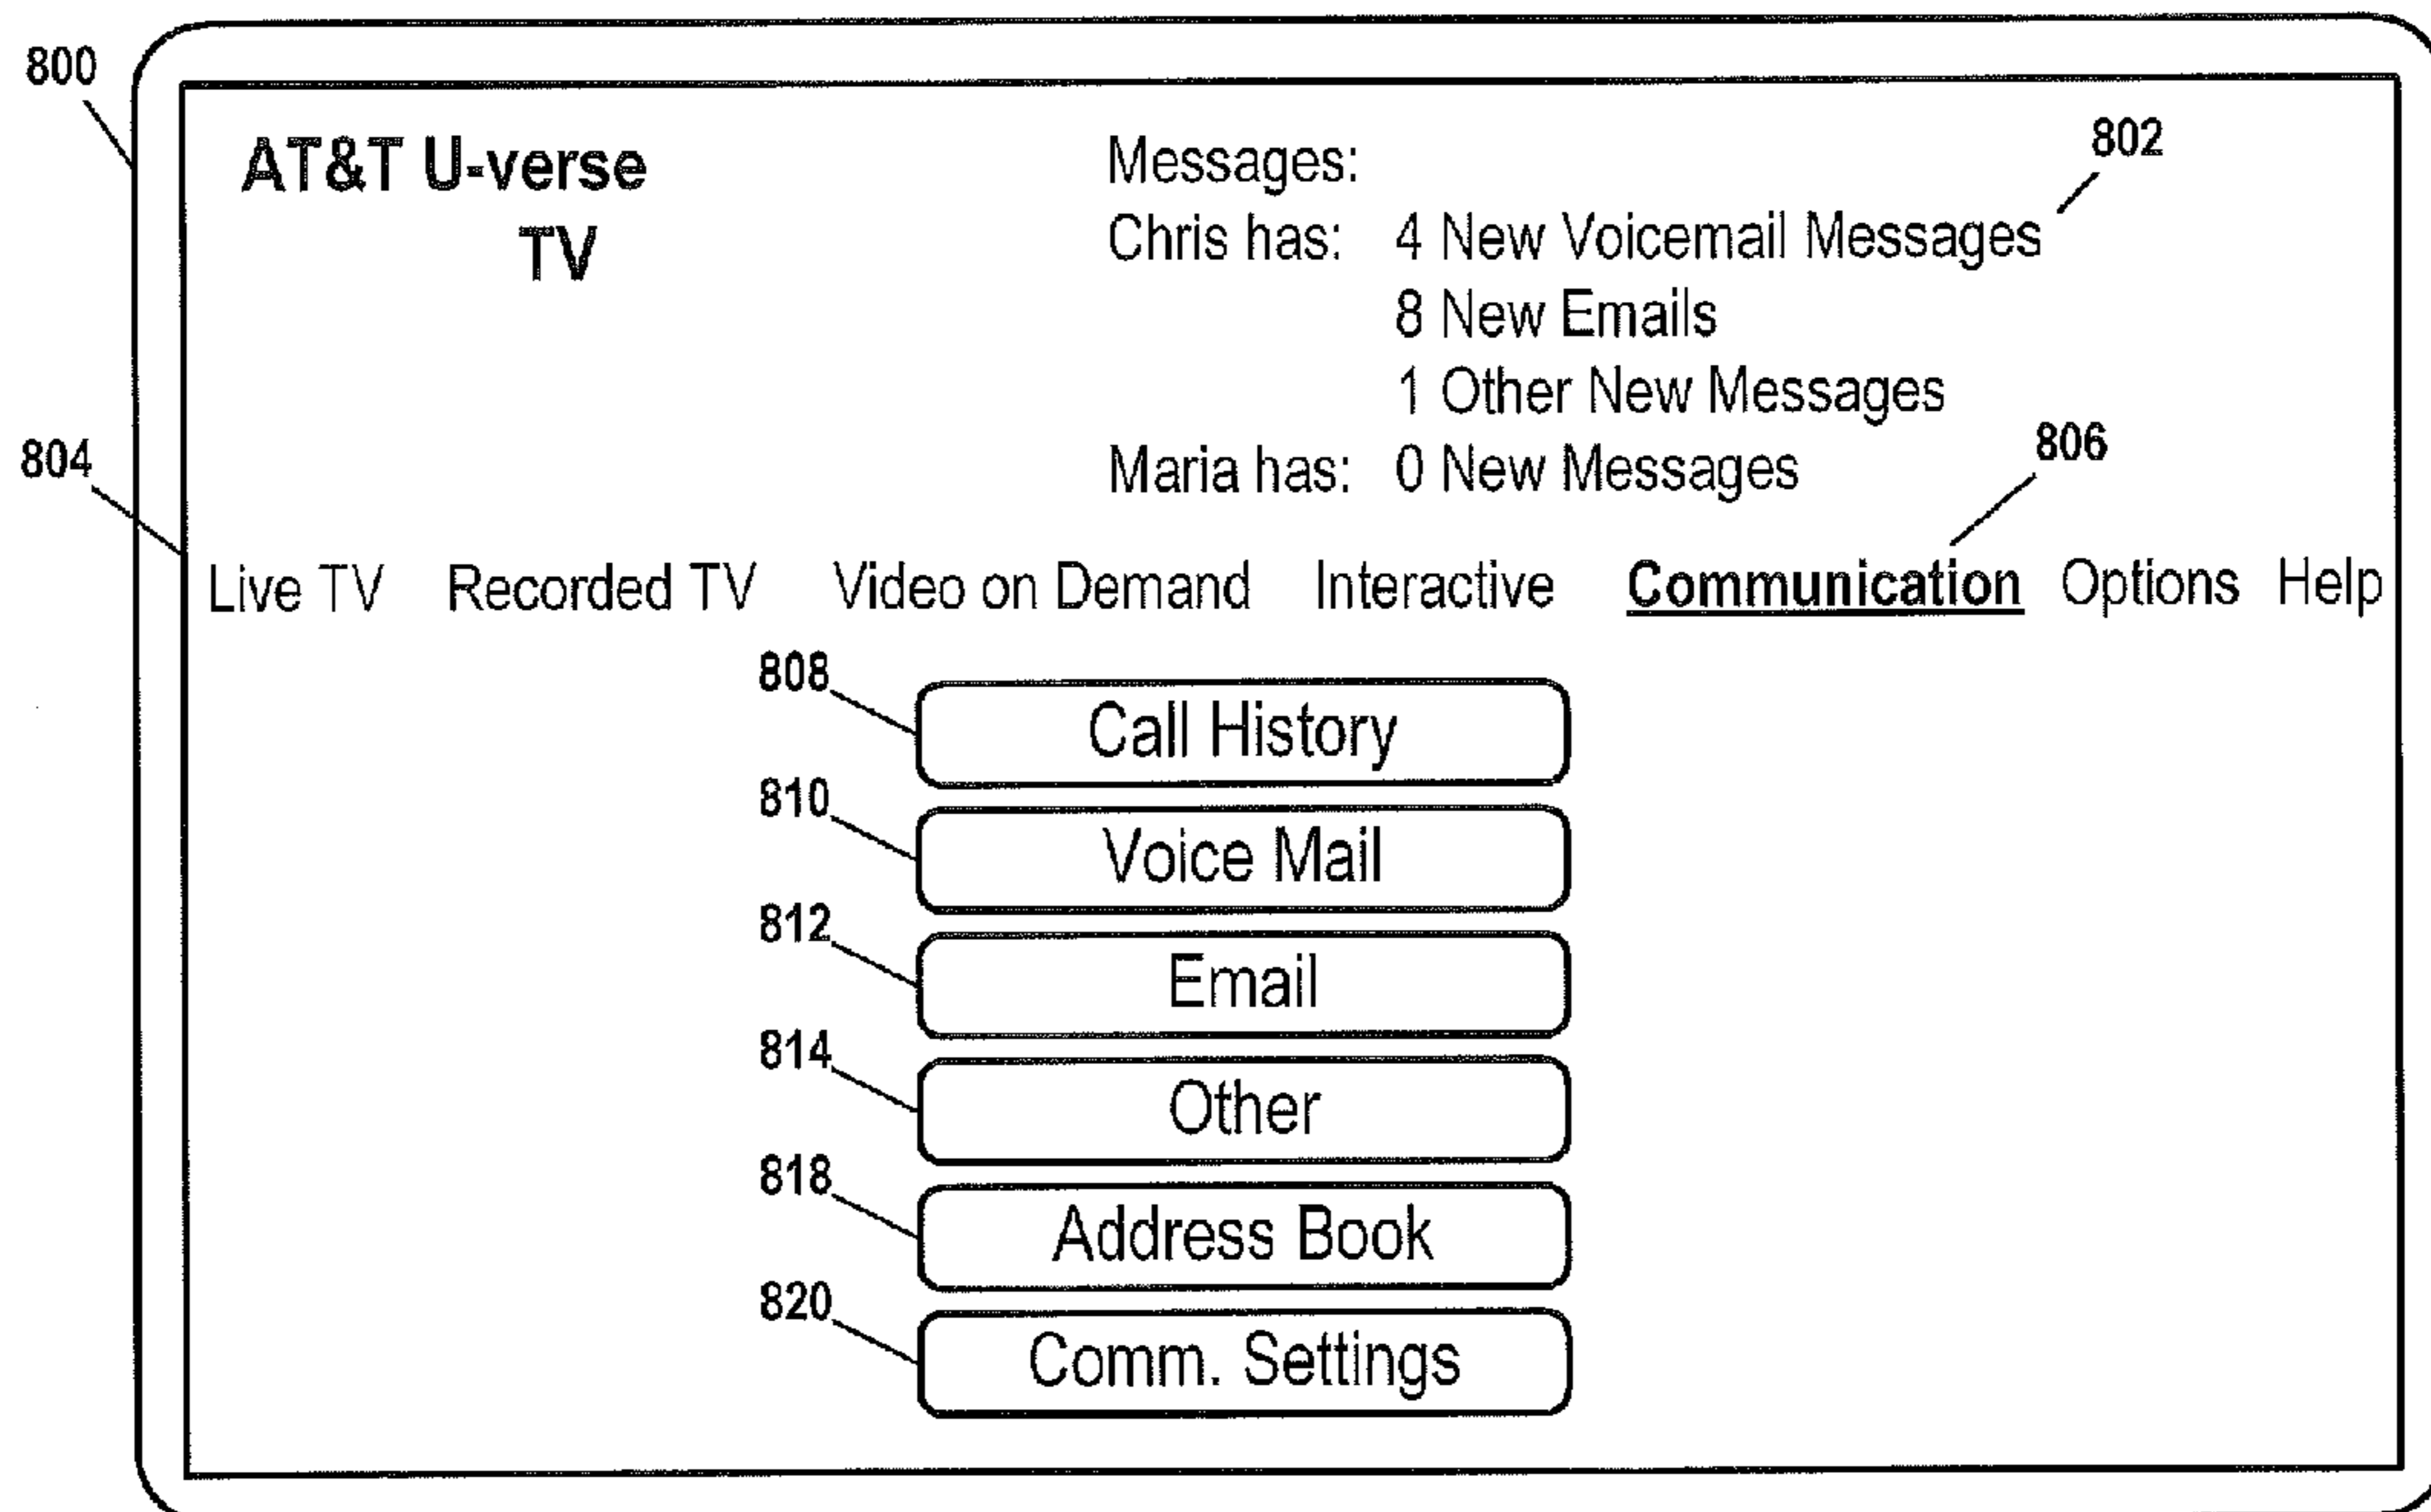 800
AT&T U-verse
TV
Messages:
802
Chris has: 4 New Voicemail Messages
8 New Emails
1 Other New Messages
804
Maria has: 0 New Messages
806
Live TV Recorded TV Video on Demand Interactive Communication Options Help
808
Call History
810
Voice Mail
812
Email
814
Other
818
Address Book
820
Comm. Settings